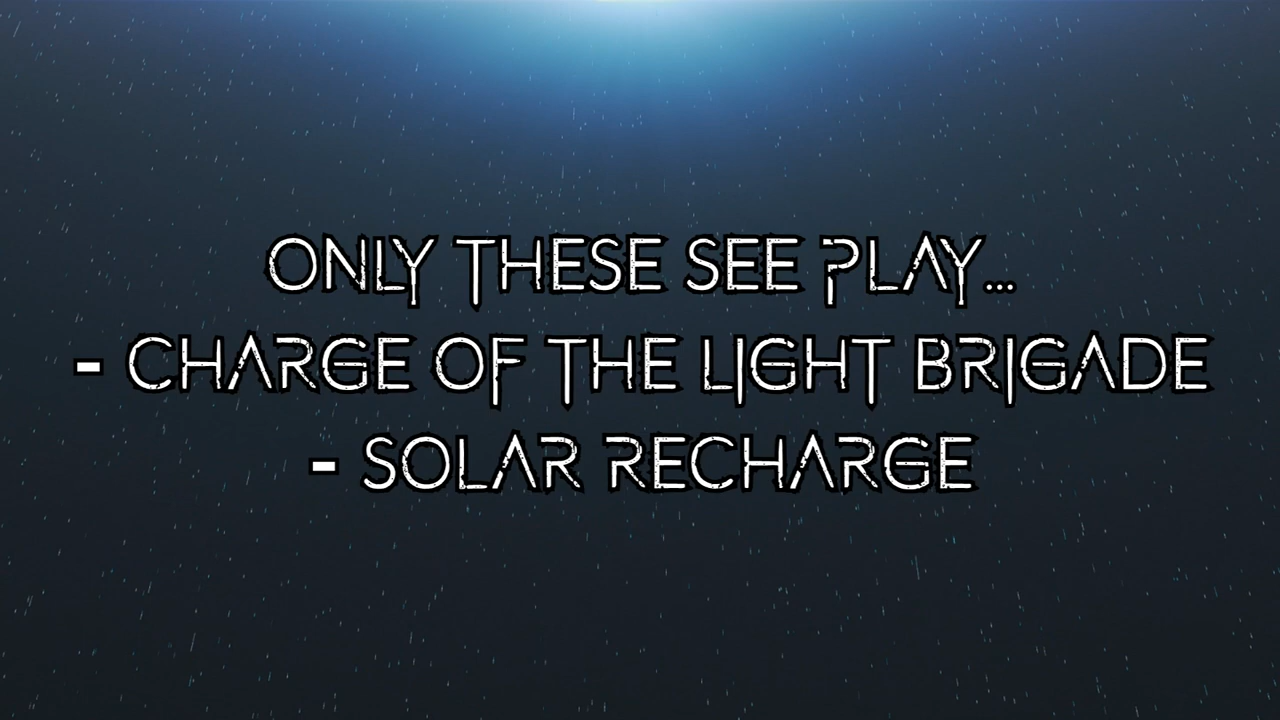 ONLY THESE SEE PLAY...
- CHARGE OF THE LIGHT BRIGADE
- SOLAR RECHARGE